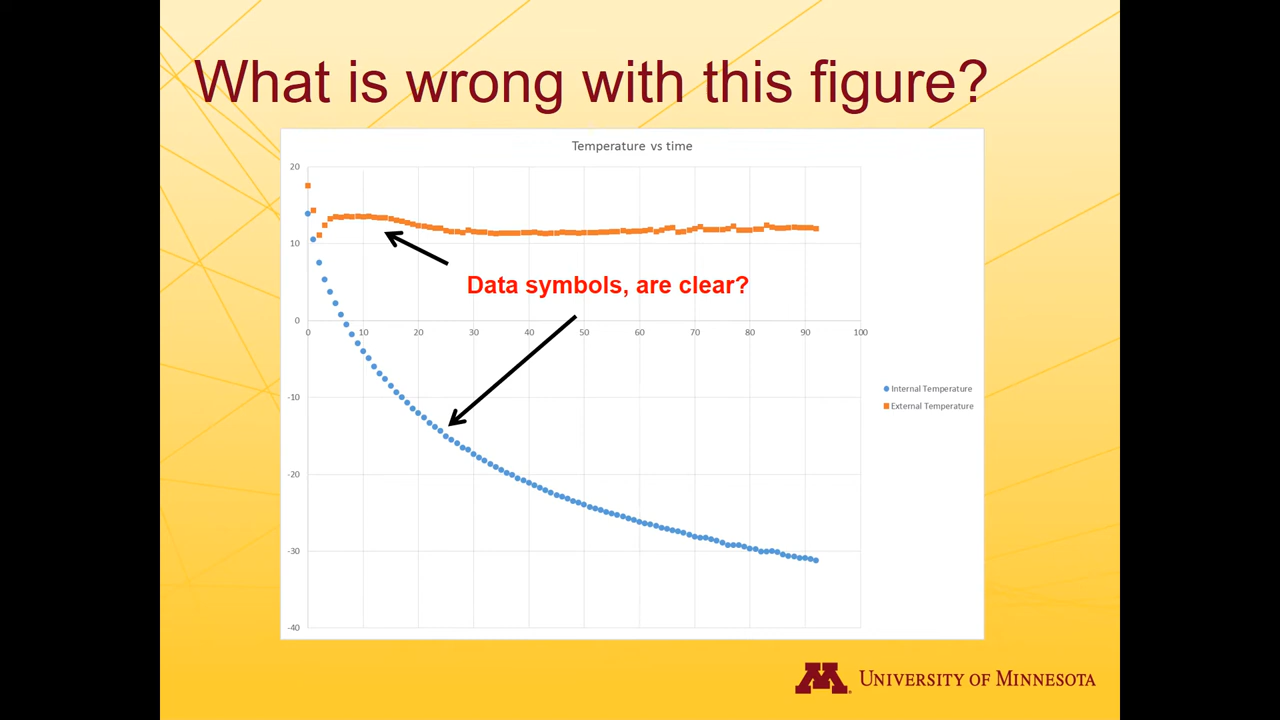 What is wrong with this figure?
Temperature vs time
20
10
0
-10
-20
-30
-40
0 10 20 30 40 50 60 70 80 90 100
Data symbols, are clear?
Internal Temperature
External Temperature
M
UNIVERSITY OF MINNESOTA